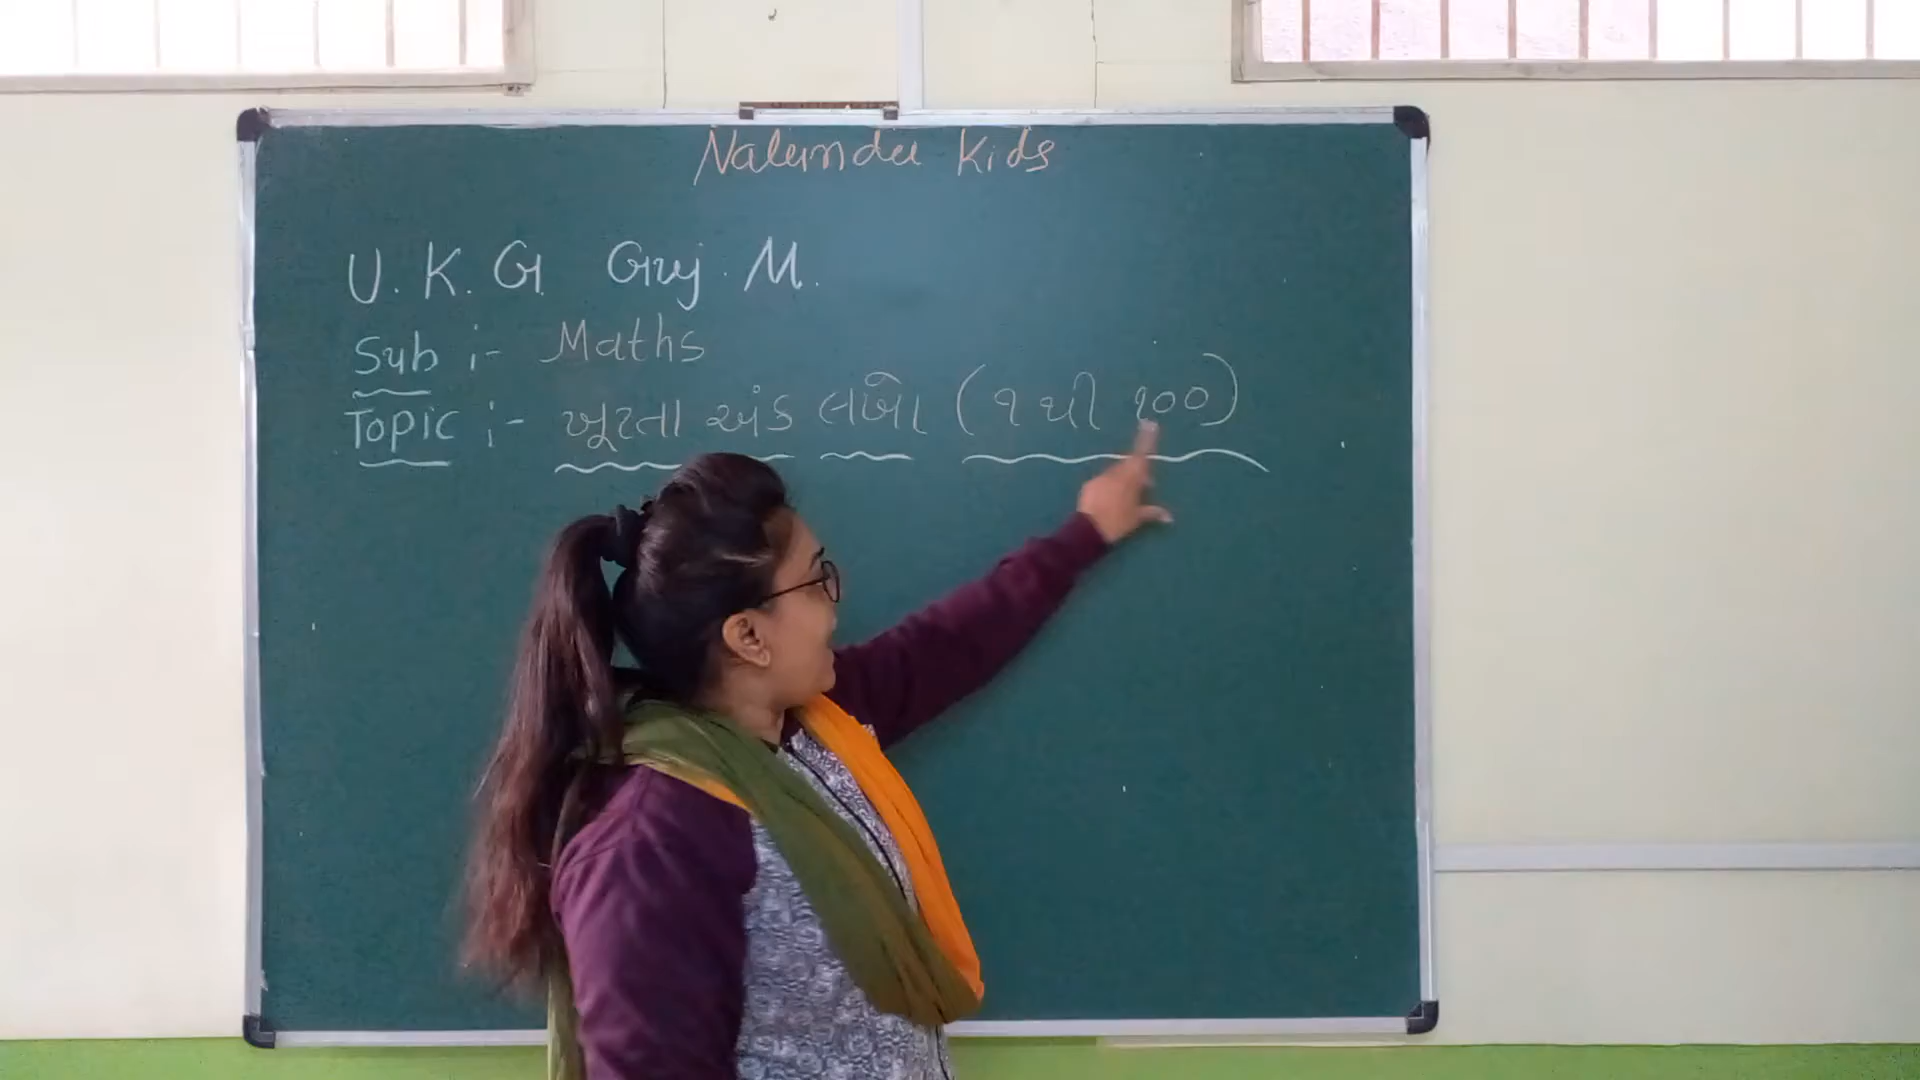 Nalanda Kids
U. K. G. Guj. M.
Sub :- Maths
Topic :- ખૂટતા અંક લખો (૧ થી ૧૦૦)